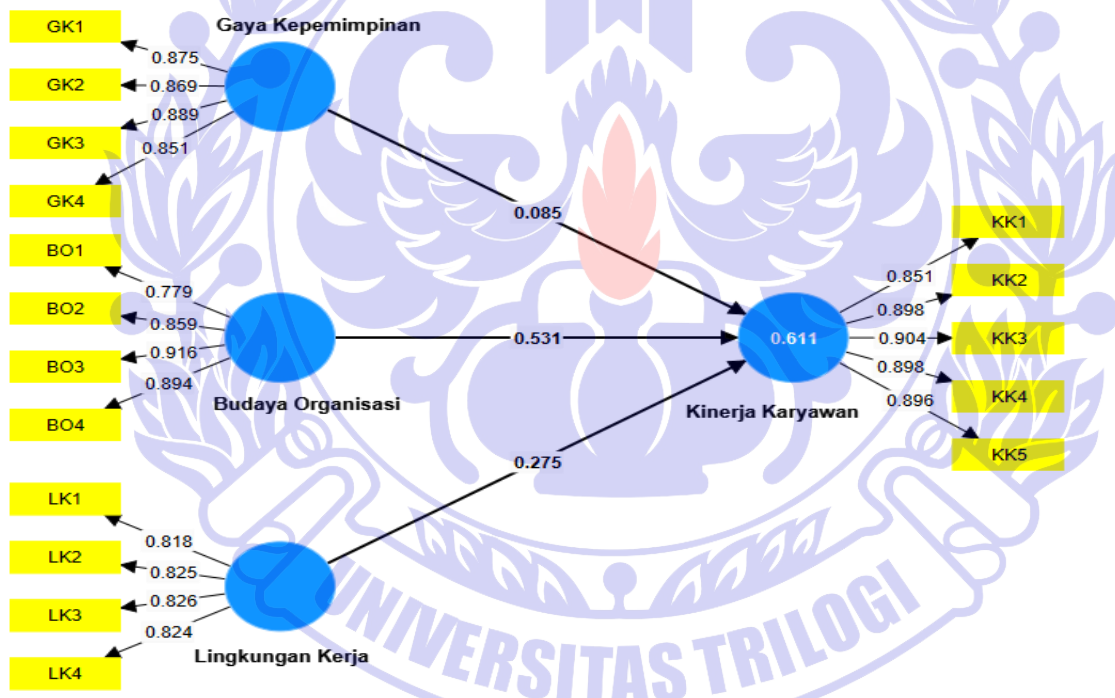 Gaya Kepemimpinan
GK1
0.875
GK2
0.869
GK3
0.889
GK4
0.851
BO1
0.779
BO2
0.859
BO3
0.916
BO4
0.894
Budaya Organisasi
LK1
0.818
LK2
0.825
LK3
0.826
LK4
0.824
Lingkungan Kerja
0.085
0.531
0.275
0.611
Kinerja Karyawan
KK1
0.851
KK2
0.898
KK3
0.904
KK4
0.898
KK5
0.896
UNIVERSITAS TRILOGI